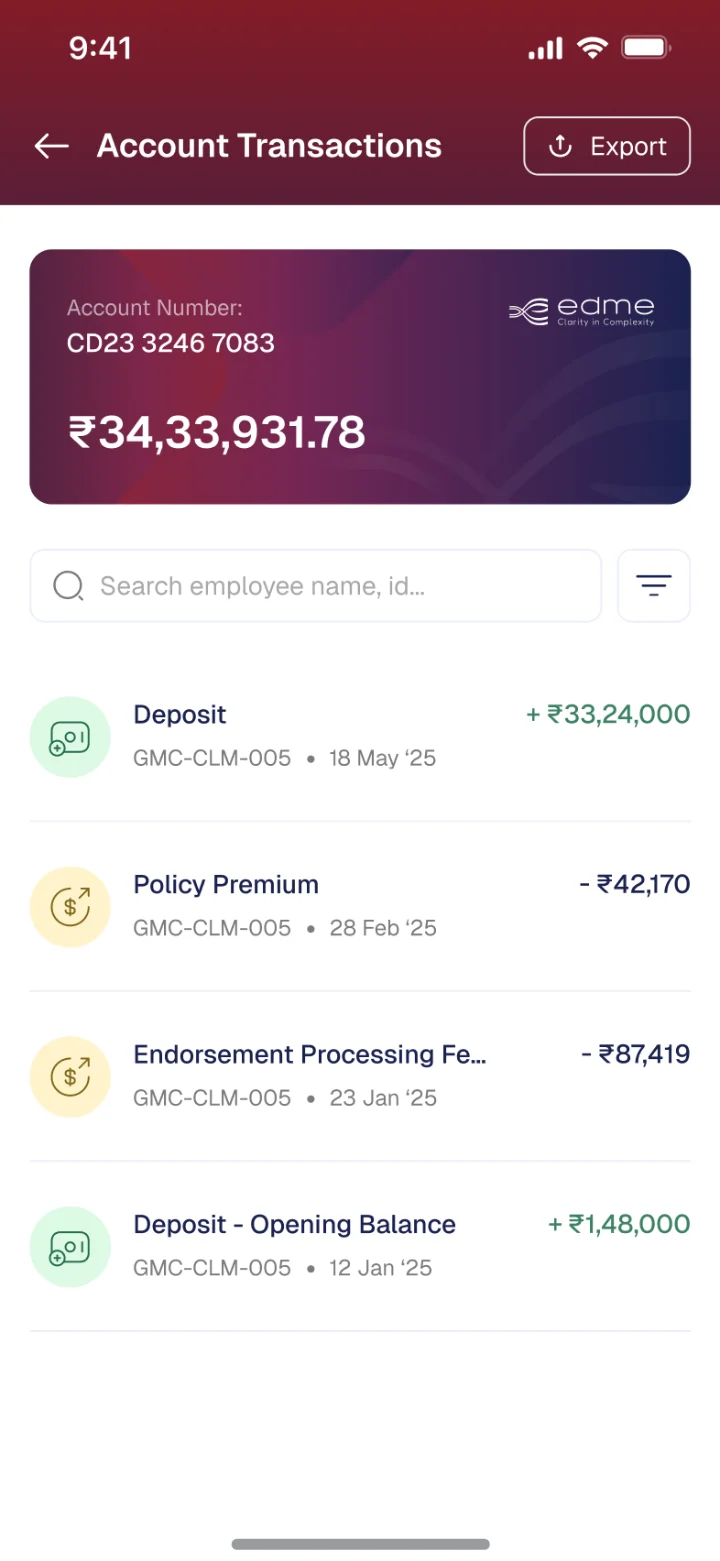 9:41
Account Transactions
Export
Account Number:
edme
Clarity in Complexity
CD23 3246 7083
₹34,33,931.78
Search employee name, id...
Deposit
+ ₹33,24,000
GMC-CLM-005 • 18 May ‘25
Policy Premium
- ₹42,170
GMC-CLM-005 • 28 Feb ‘25
Endorsement Processing Fe...
- ₹87,419
GMC-CLM-005 • 23 Jan ‘25
Deposit - Opening Balance
+ ₹1,48,000
GMC-CLM-005 • 12 Jan ‘25